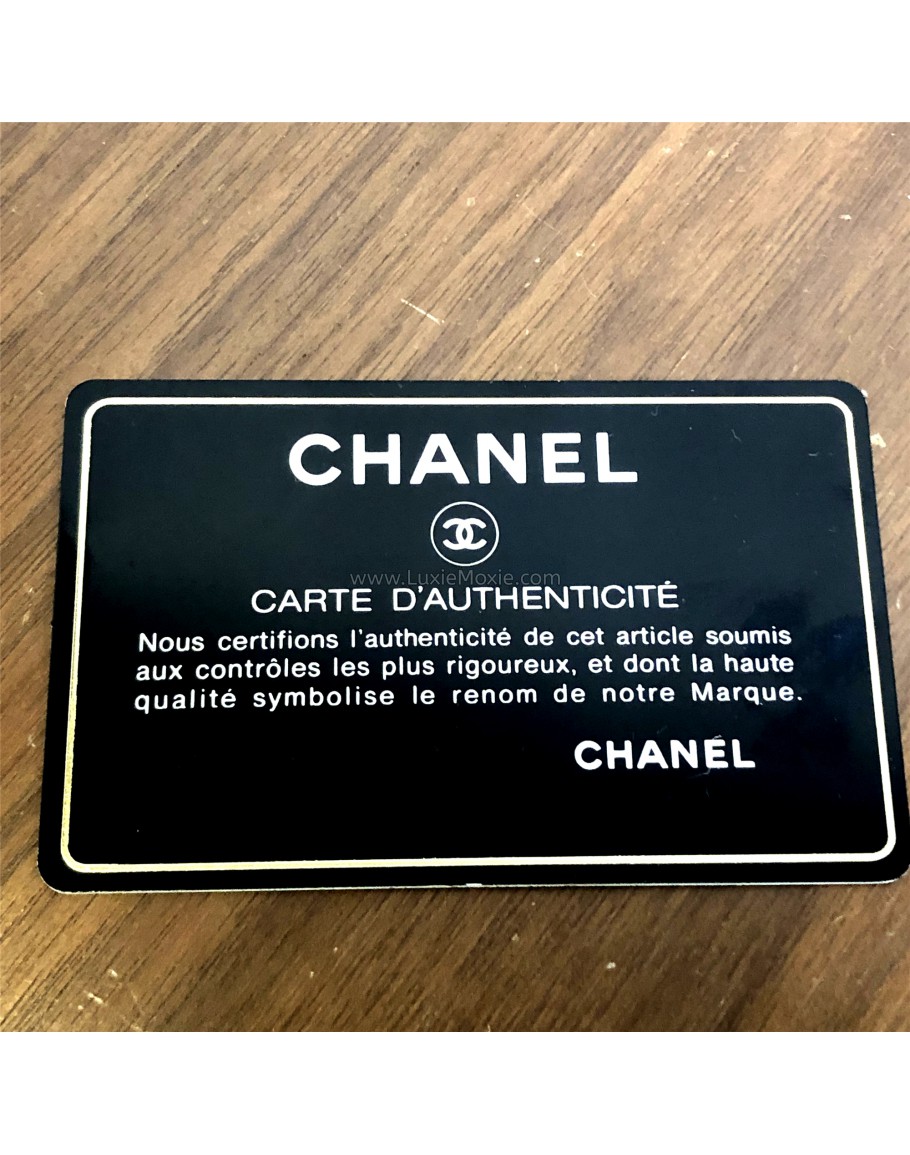 CHANEL
www.LuxieMoxie.com
CARTE D'AUTHENTICITÉ
Nous certifions l'authenticité de cet article soumis
aux contrôles les plus rigoureux, et dont la haute
qualité symbolise le renom de notre Marque.
CHANEL